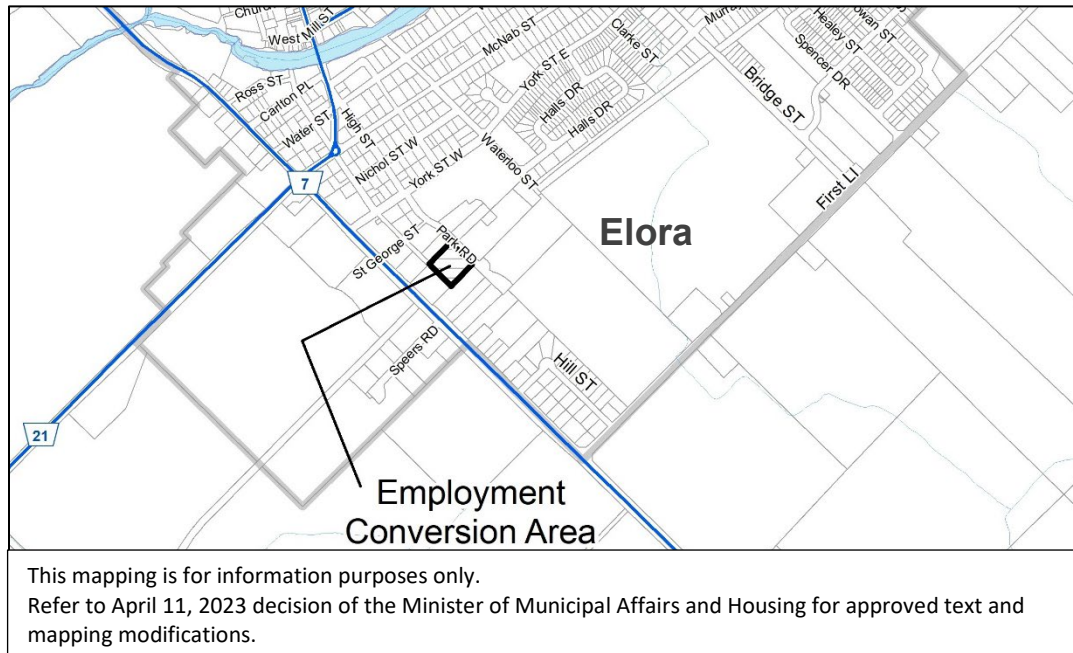 Church
West Mill ST
Ross ST
Carlton PL
Water ST
High ST
Nichol ST.W
York ST.W
McNab ST
York ST E
Clarke ST
Halls DR
Halls DR
Waterloo ST
Murray
Healey ST
owan ST
Spencer DR
Bridge ST
First LI
7
Elora
St George ST
Park RD
Speers RD
Hill ST
21
Employment
Conversion Area
This mapping is for information purposes only.
Refer to April 11, 2023 decision of the Minister of Municipal Affairs and Housing for approved text and
mapping modifications.